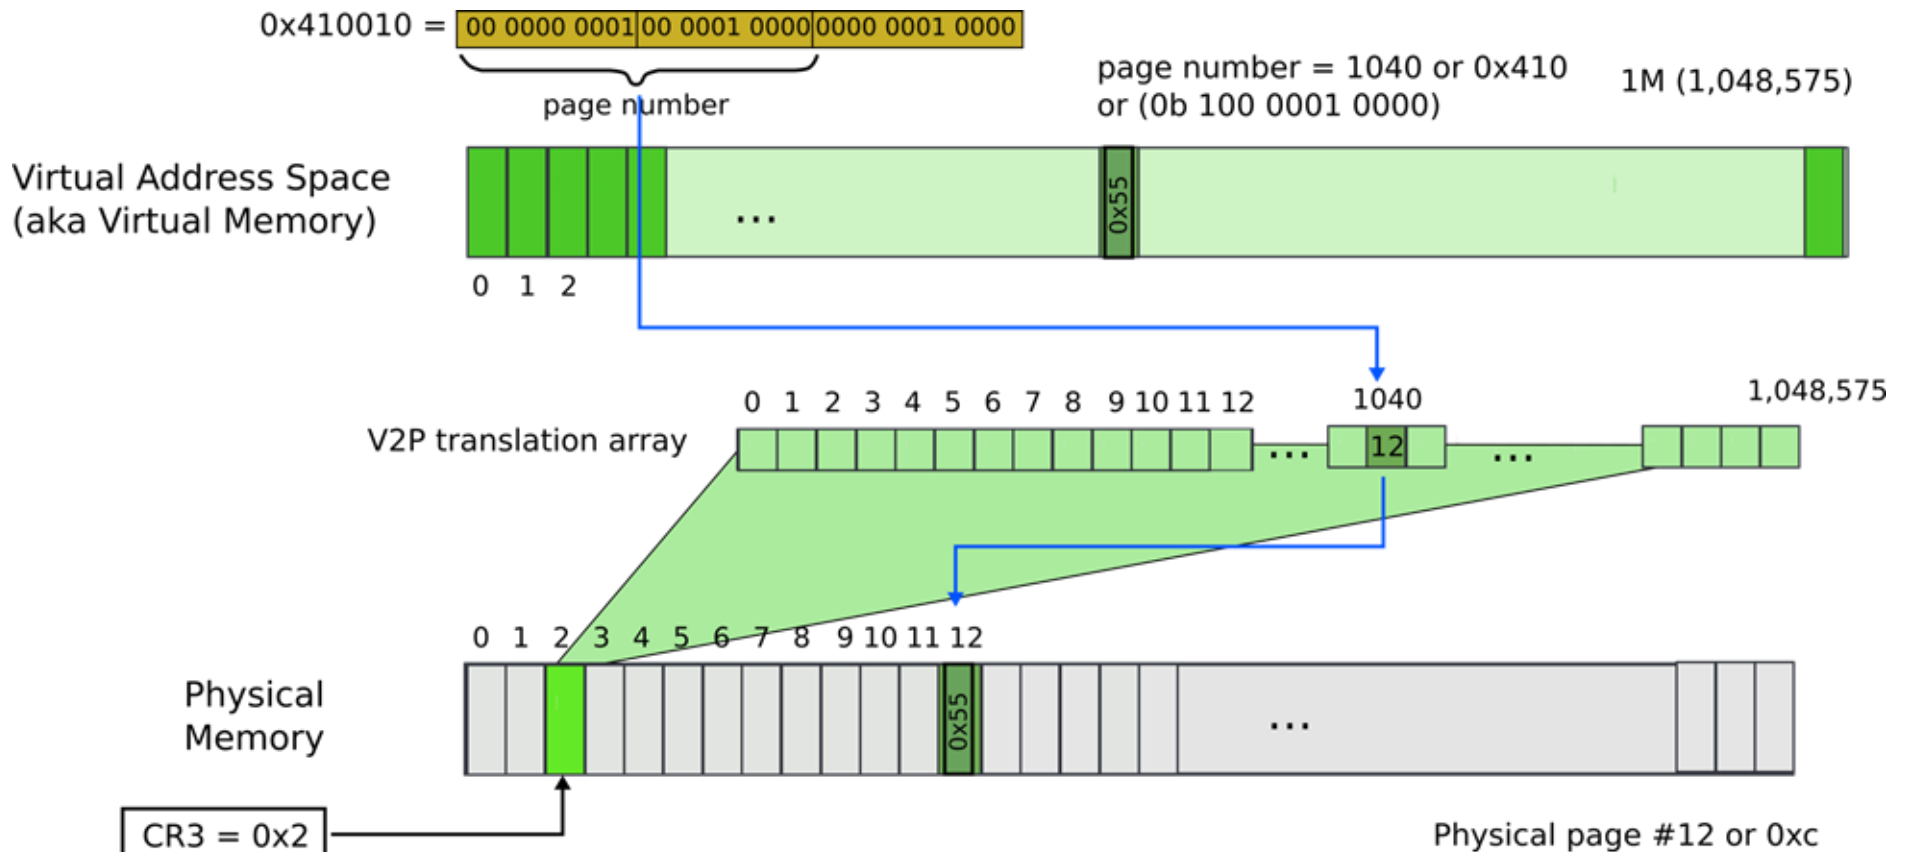 0x410010 = 00 0000 0001 00 0001 0000 0000 0001 0000
page number
page number = 1040 or 0x410
or (0b 100 0001 0000)
1M (1,048,575)
Virtual Address Space
(aka Virtual Memory)
...
0x55
0 1 2
0 1 2 3 4 5 6 7 8 9 10 11 12
1040
1,048,575
V2P translation array
...
12
...
0 1 2 3 4 5 6 7 8 9 10 11 12
Physical
Memory
0x55
...
CR3 = 0x2
Physical page #12 or 0xc